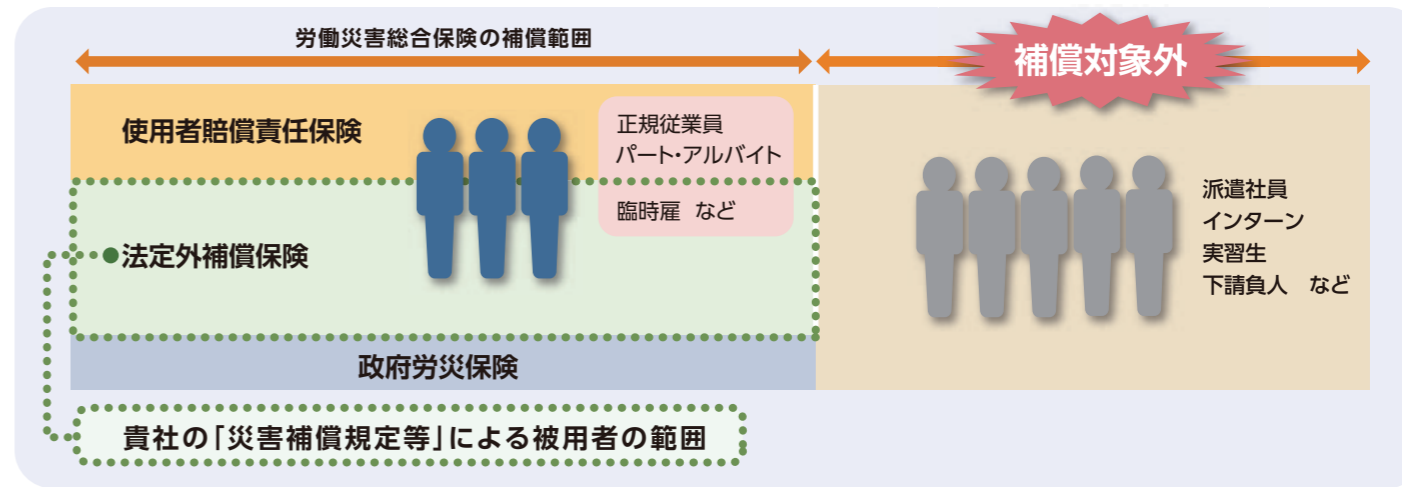 労働災害総合保険の補償範囲
補償対象外
使用者賠償責任保険
正規従業員
パート・アルバイト
臨時雇 など
●法定外補償保険
派遣社員
インターン
実習生
下請負人 など
政府労災保険
貴社の「災害補償規定等」による被用者の範囲